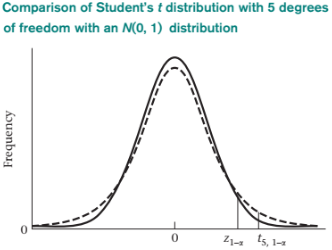 Comparison of Student's t distribution with 5 degrees
of freedom with an N(0, 1) distribution
Frequency
0
0
z1–α
t5, 1–α